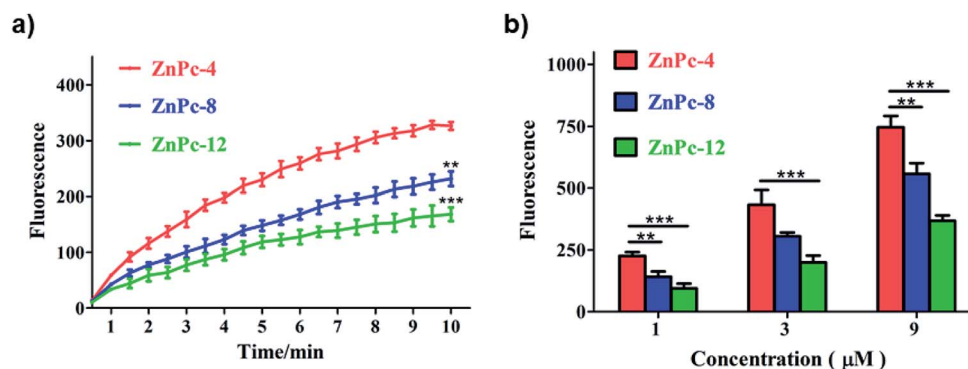 a)
Fluorescence
400
300
200
100
0
ZnPc-4
ZnPc-8
ZnPc-12
**
***
1 2 3 4 5 6 7 8 9 10
Time/min
b)
Fluorescence
1000
750
500
250
0
ZnPc-4
ZnPc-8
ZnPc-12
***
**
***
***
**
1 3 9
Concentration ( μM )